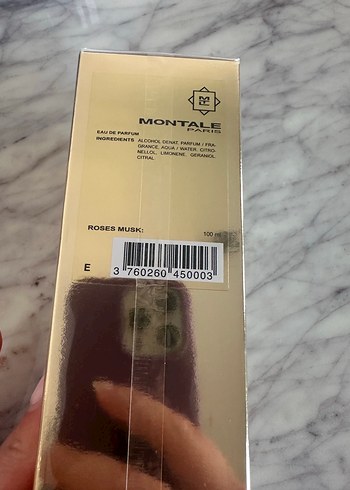 MONTALE
PARIS
EAU DE PARFUM
INGREDIENTS ALCOHOL DENAT. PARFUM / FRA-
GRANCE, AQUA / WATER, CITRO-
NELLOL, LIMONENE, GERANIOL,
CITRAL.
ROSES MUSK: 100 ml
E
3 760260 450003